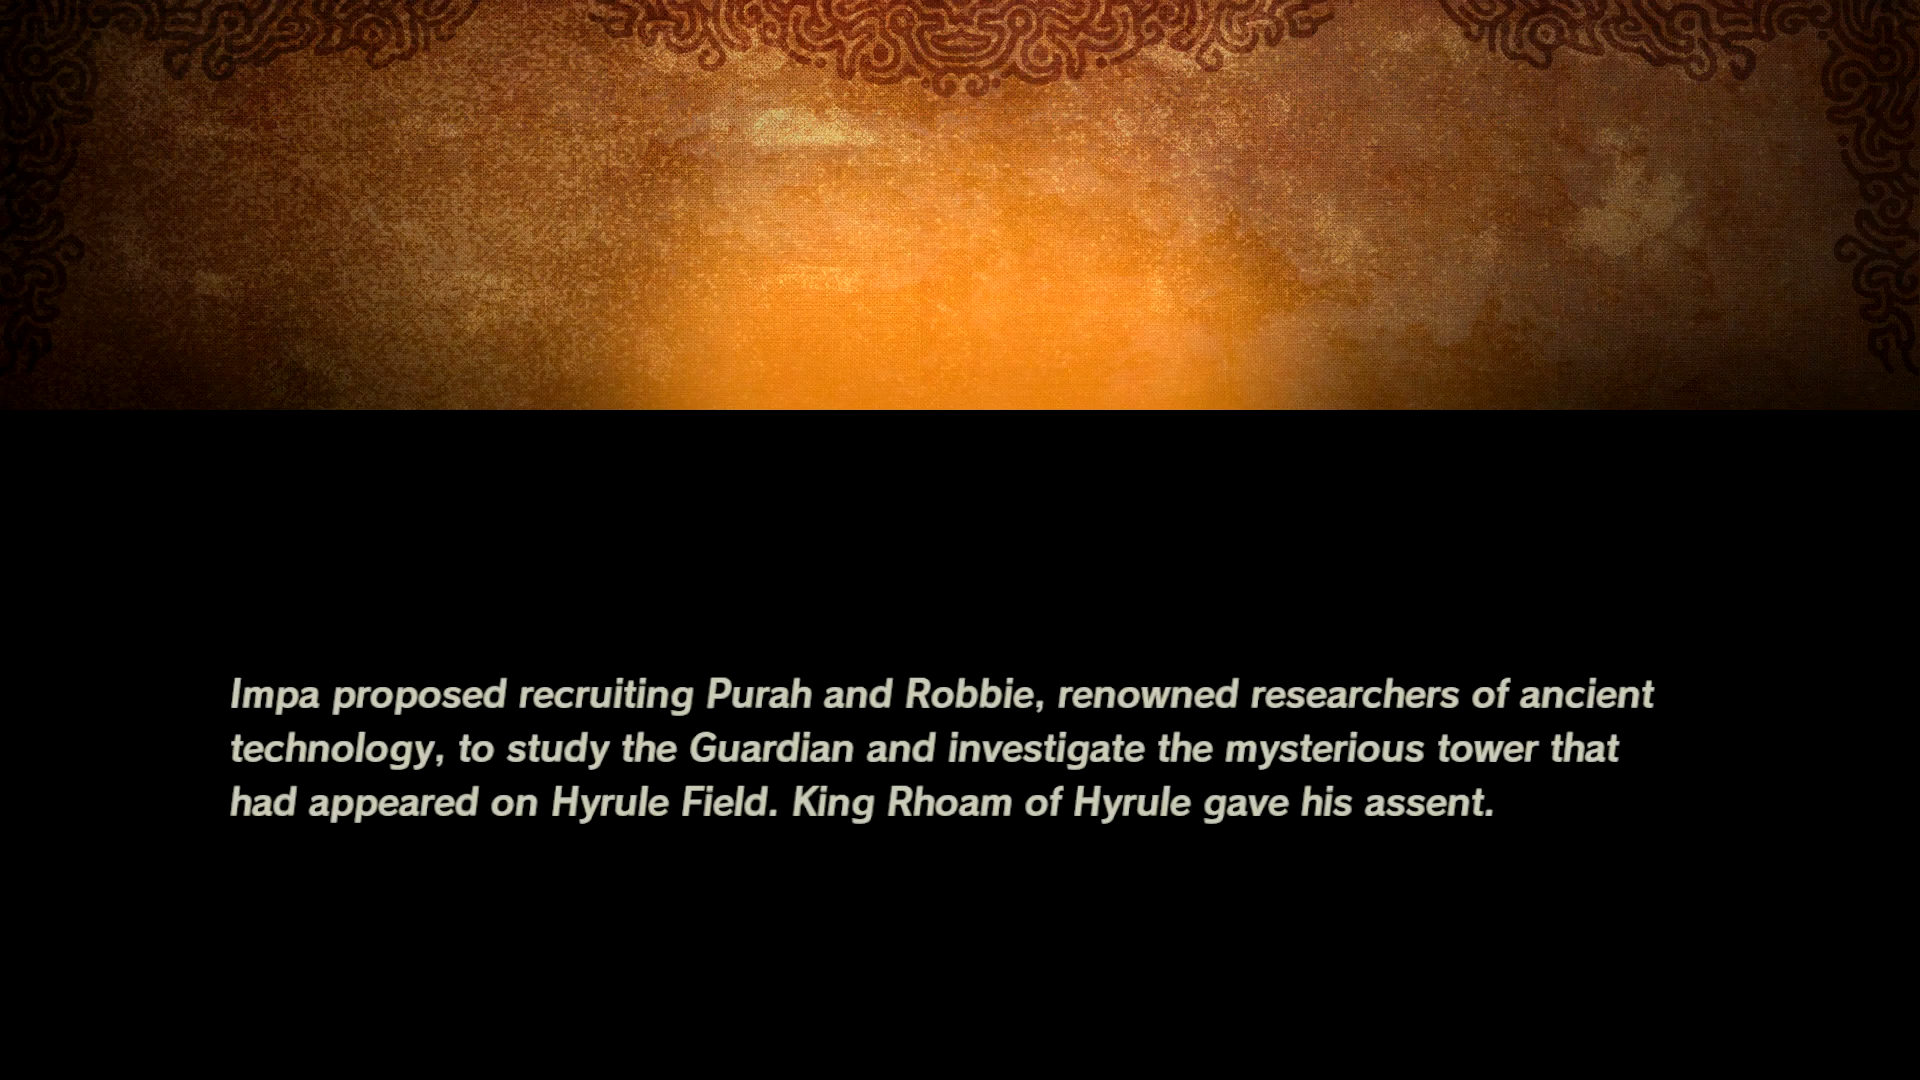 Impa proposed recruiting Purah and Robbie, renowned researchers of ancient
technology, to study the Guardian and investigate the mysterious tower that
had appeared on Hyrule Field. King Rhoam of Hyrule gave his assent.